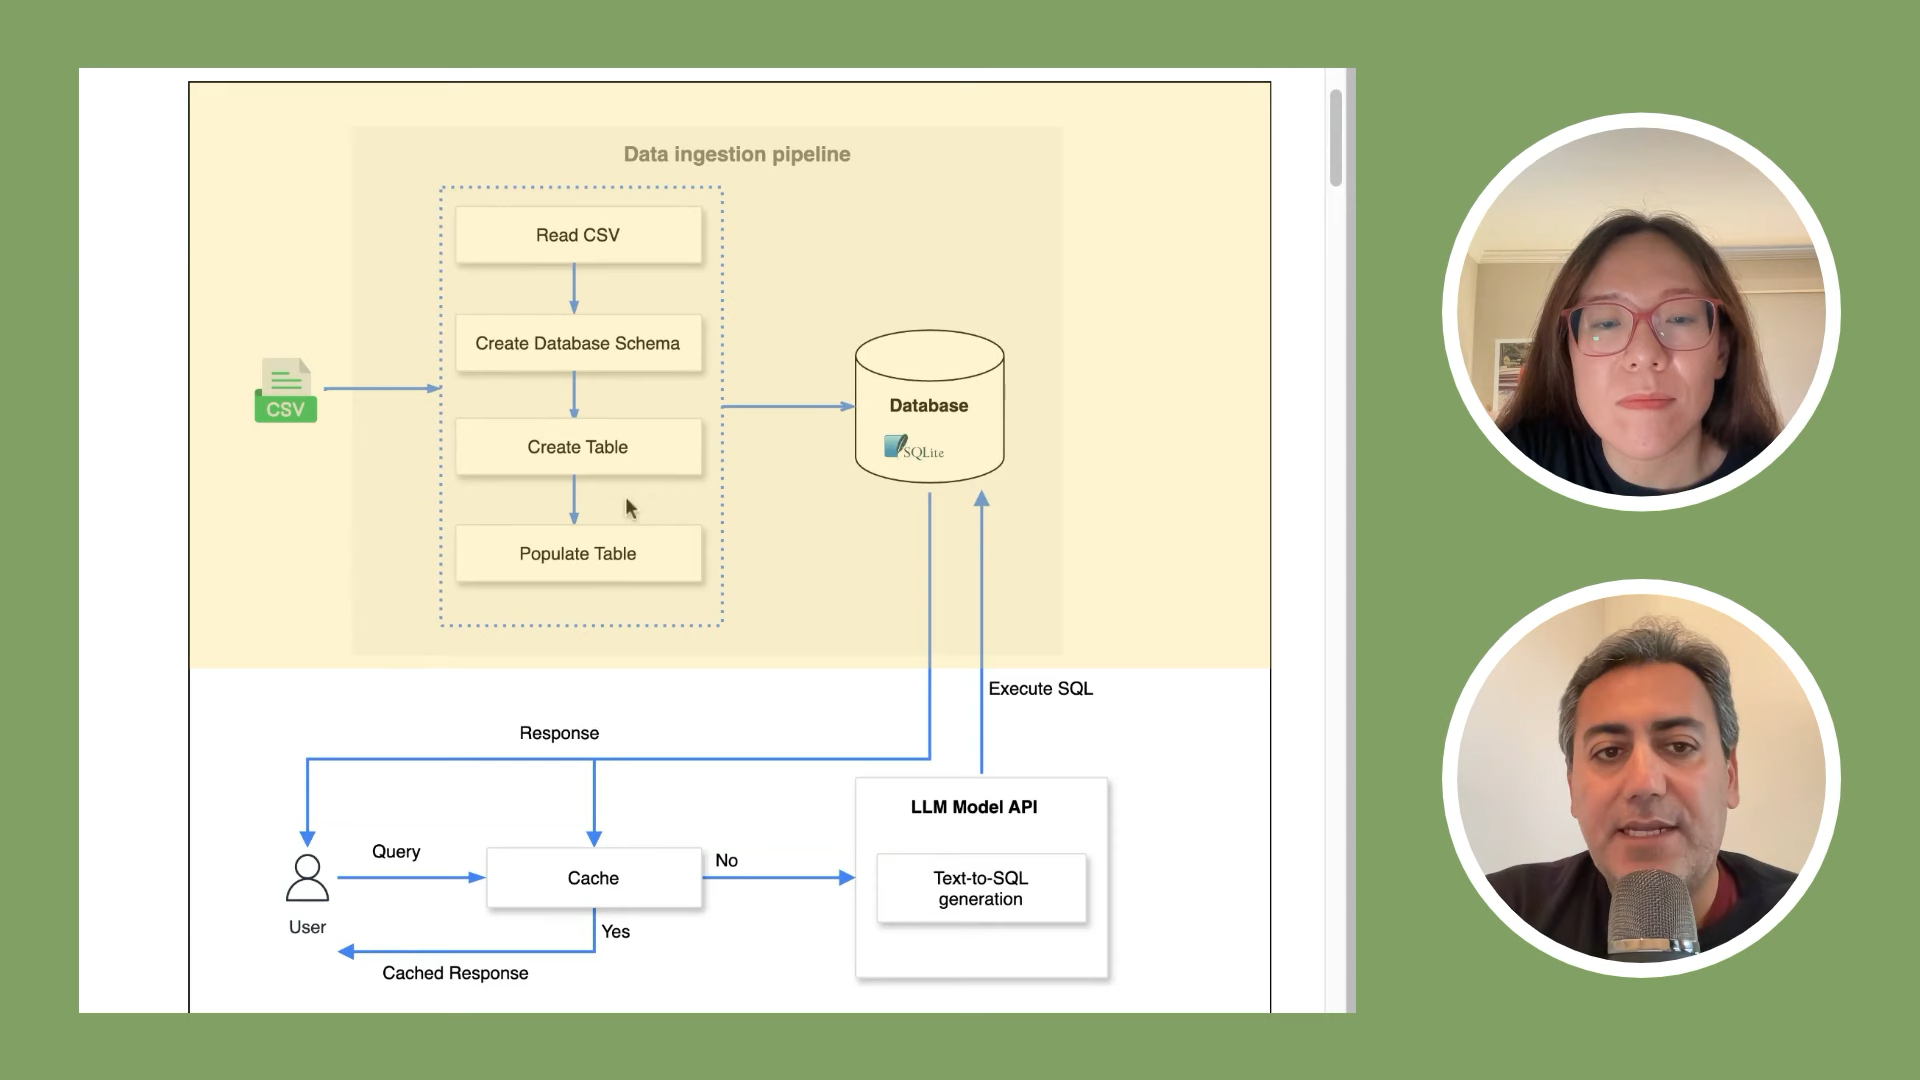 Data ingestion pipeline
Read CSV
Create Database Schema
CSV
Create Table
Populate Table
Database
SQLite
Execute SQL
Response
LLM Model API
Query
Cache
No
Text-to-SQL
generation
User
Yes
Cached Response